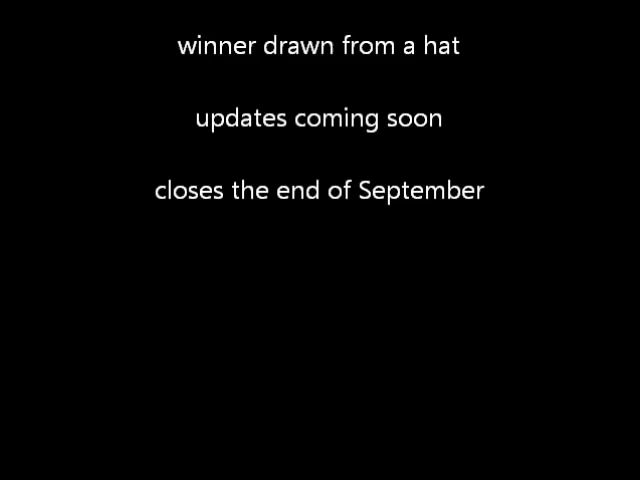 winner drawn from a hat
updates coming soon
closes the end of September